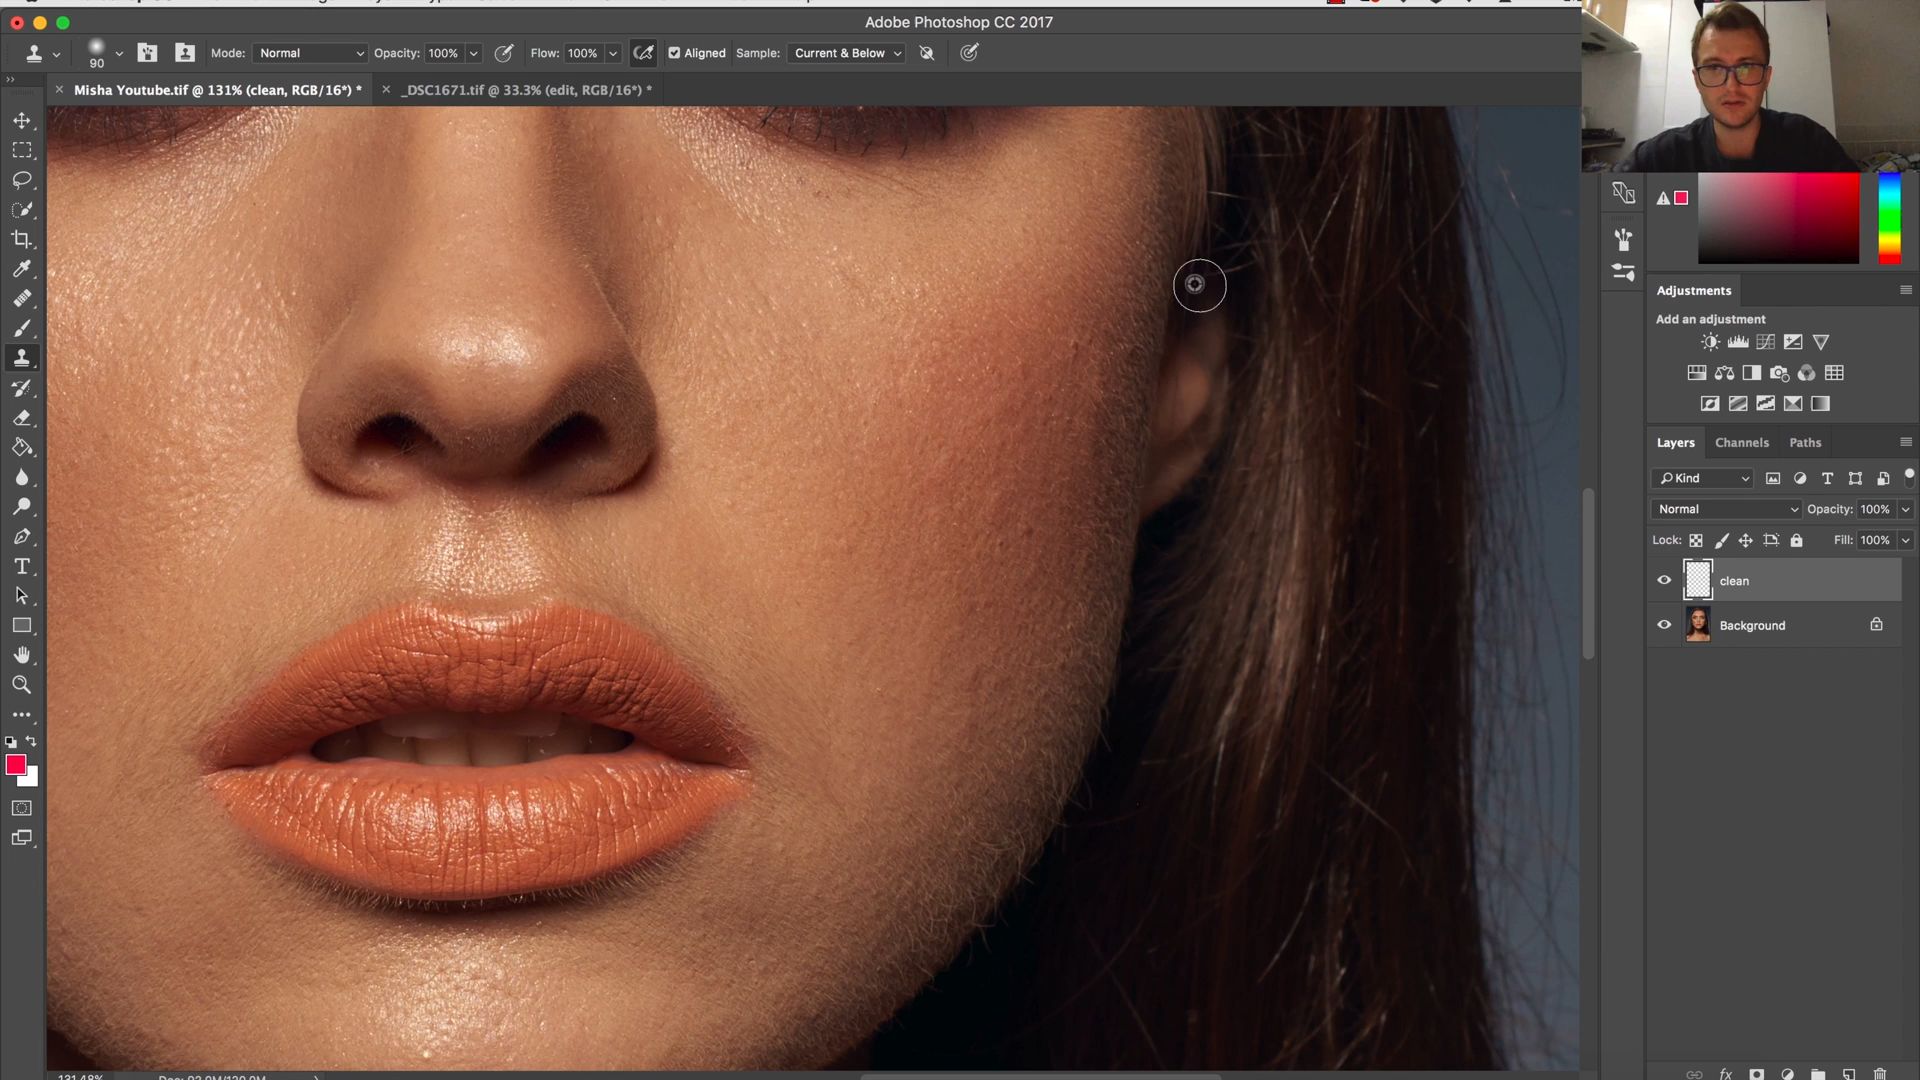 Adobe Photoshop CC 2017
90
Mode: Normal
Opacity: 100%
Flow: 100%
Aligned
Sample: Current & Below
Misha Youtube.tif @ 131% (clean, RGB/16*) *
_DSC1671.tif @ 33.3% (edit, RGB/16*) *
Adjustments
Add an adjustment
Layers
Channels
Paths
Kind
Normal
Opacity: 100%
Lock:
Fill: 100%
clean
Background
fx